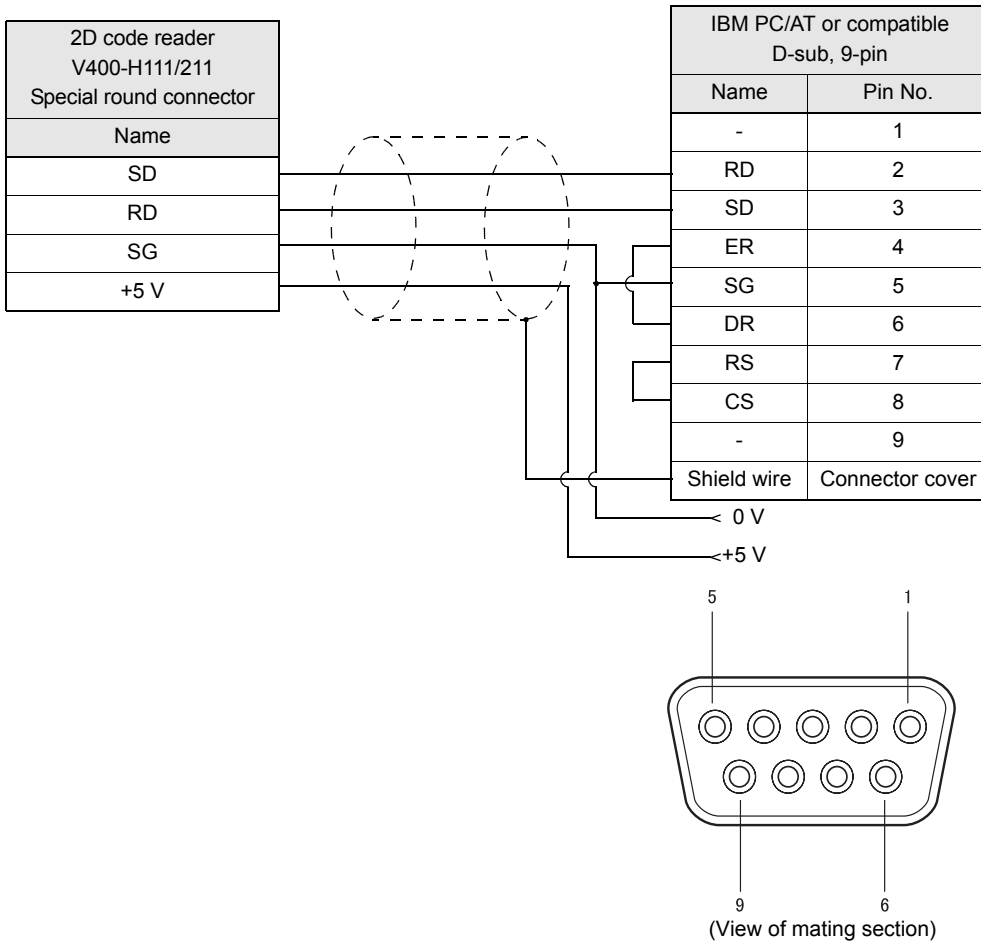 2D code reader
V400-H111/211
Special round connector
Name
SD
RD
SG
+5 V
IBM PC/AT or compatible
D-sub, 9-pin
Name Pin No.
- 1
RD 2
SD 3
ER 4
SG 5
DR 6
RS 7
CS 8
- 9
Shield wire Connector cover
0 V
+5 V
5 1
9 6
(View of mating section)